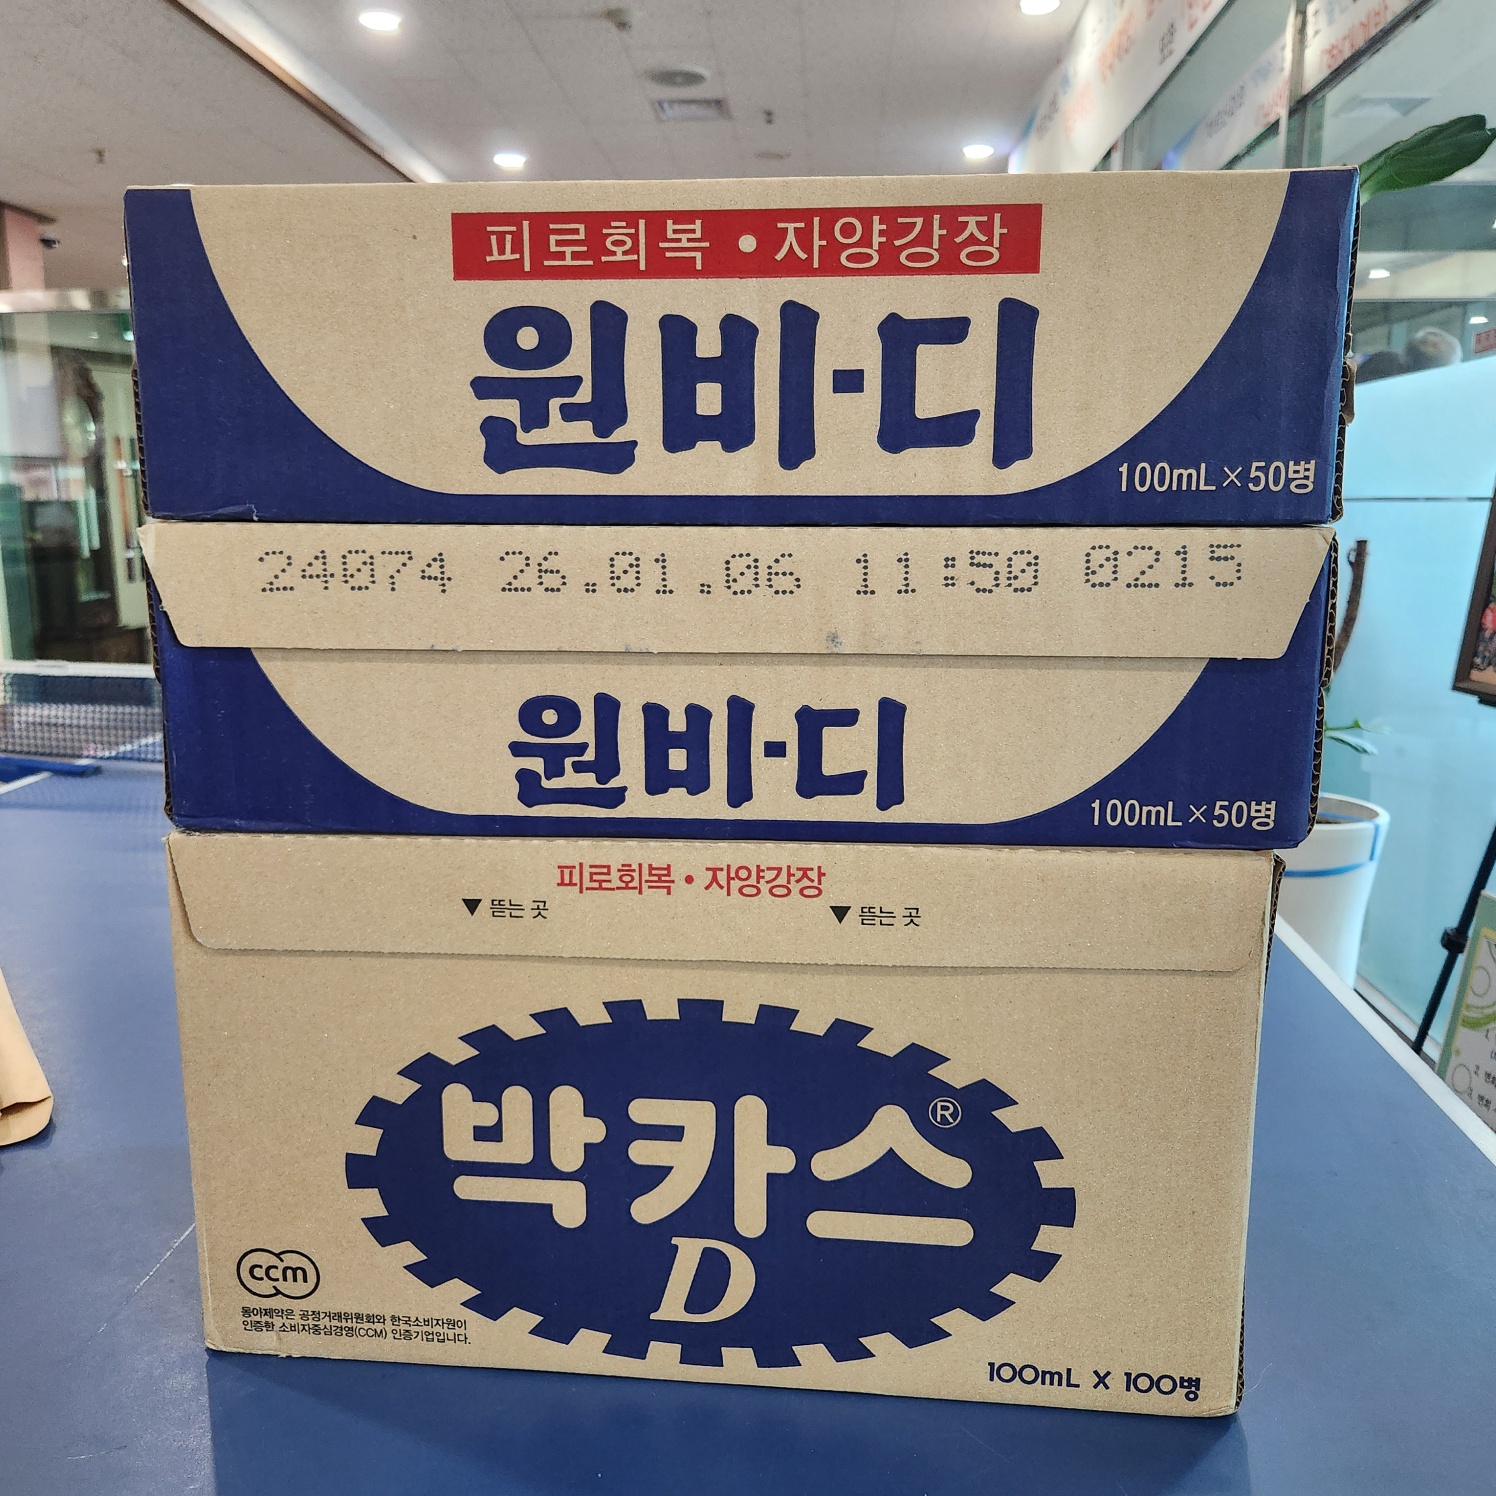 피로회복 • 자양강장
원비-디
100mL×50병
24074 26.01.06 11:50 0215
원비-디
100mL×50병
피로회복 • 자양강장
▼ 뜯는 곳 ▼ 뜯는 곳
박카스®
D
ccm
동아제약은 공정거래위원회와 한국소비자원이
인증한 소비자중심경영(CCM) 인증기업입니다.
100mL X 100병